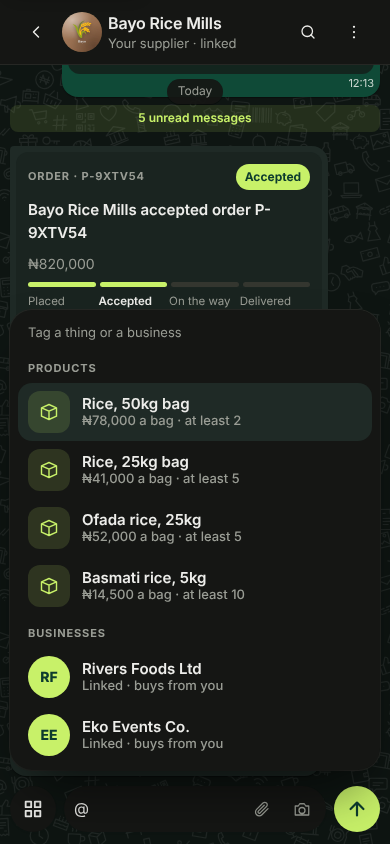 Bayo Rice Mills
Your supplier · linked
12:13
Today
5 unread messages
ORDER · P-9XTV54
Accepted
Bayo Rice Mills accepted order P-
9XTV54
₦820,000
Placed Accepted On the way Delivered
Tag a thing or a business
PRODUCTS
Rice, 50kg bag
₦78,000 a bag · at least 2
Rice, 25kg bag
₦41,000 a bag · at least 5
Ofada rice, 25kg
₦52,000 a bag · at least 5
Basmati rice, 5kg
₦14,500 a bag · at least 10
BUSINESSES
RF
Rivers Foods Ltd
Linked · buys from you
EE
Eko Events Co.
Linked · buys from you
@